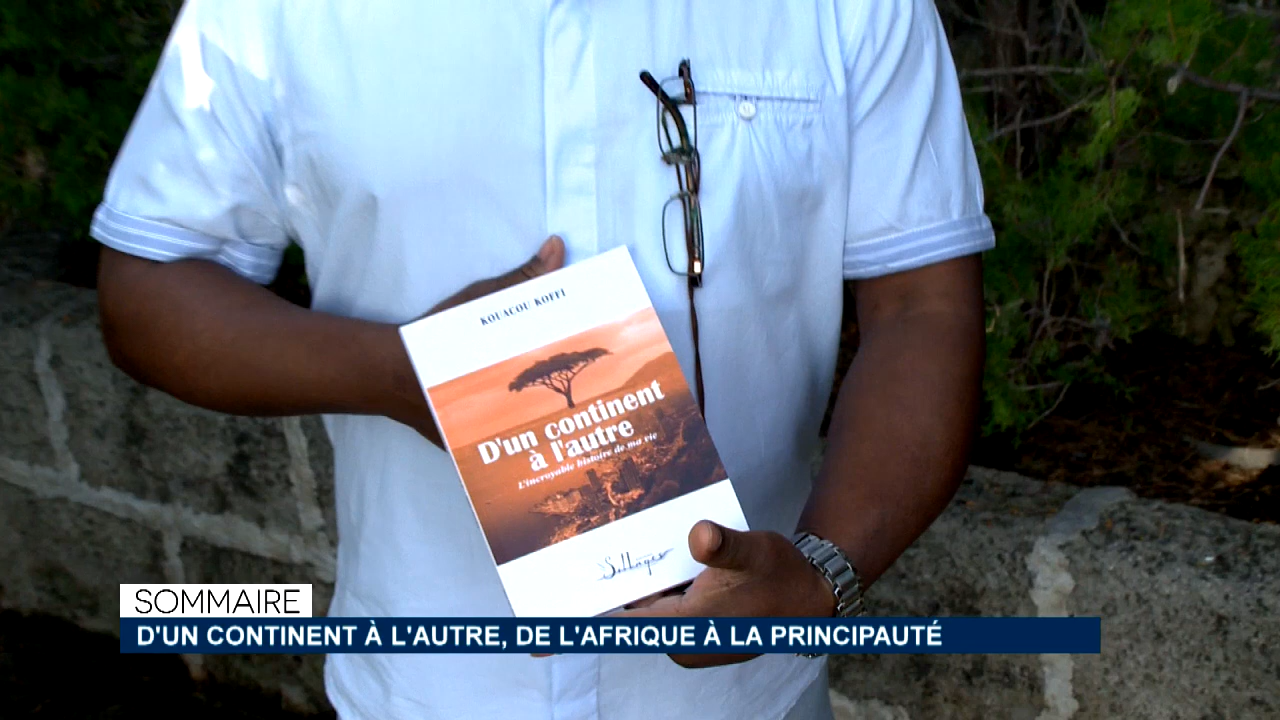 KOUACOU KOFFI
D'un continent
à l'autre
L'incroyable histoire de ma vie
SOMMAIRE
D'UN CONTINENT À L'AUTRE, DE L'AFRIQUE À LA PRINCIPAUTÉ